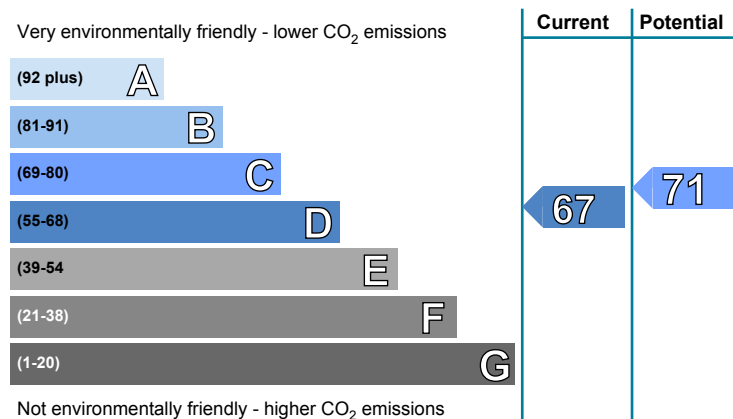 Very environmentally friendly - lower CO₂ emissions
Current
Potential
(92 plus) A
(81-91) B
(69-80) C
(55-68) D
(39-54 E
(21-38) F
(1-20) G
67
71
Not environmentally friendly - higher CO₂ emissions